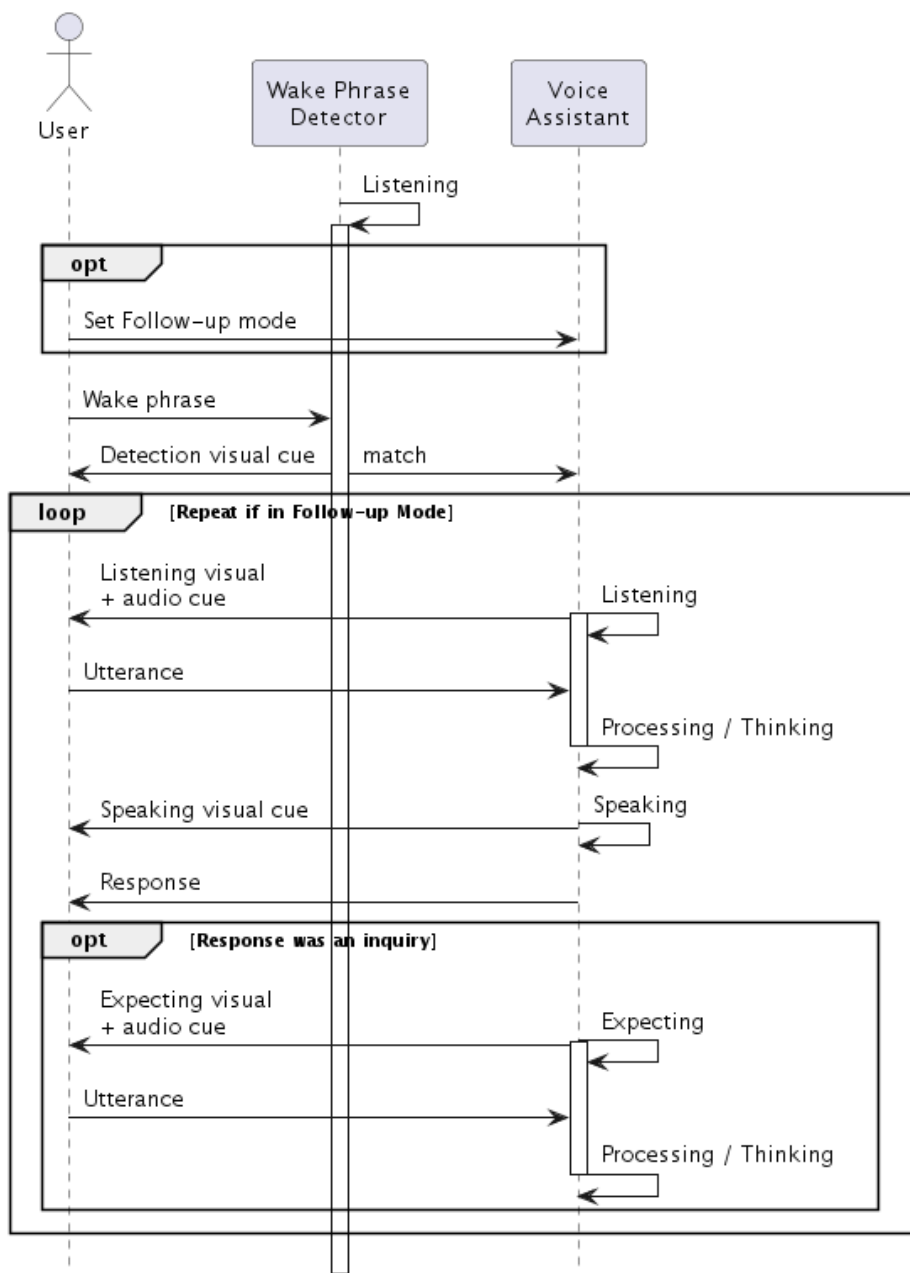 User
Wake Phrase
Detector
Voice
Assistant
Listening
opt
Set Follow-up mode
Wake phrase
Detection visual cue
match
loop
[Repeat if in Follow-up Mode]
Listening visual
+ audio cue
Listening
Utterance
Processing / Thinking
Speaking visual cue
Speaking
Response
opt
[Response was an inquiry]
Expecting visual
+ audio cue
Expecting
Utterance
Processing / Thinking